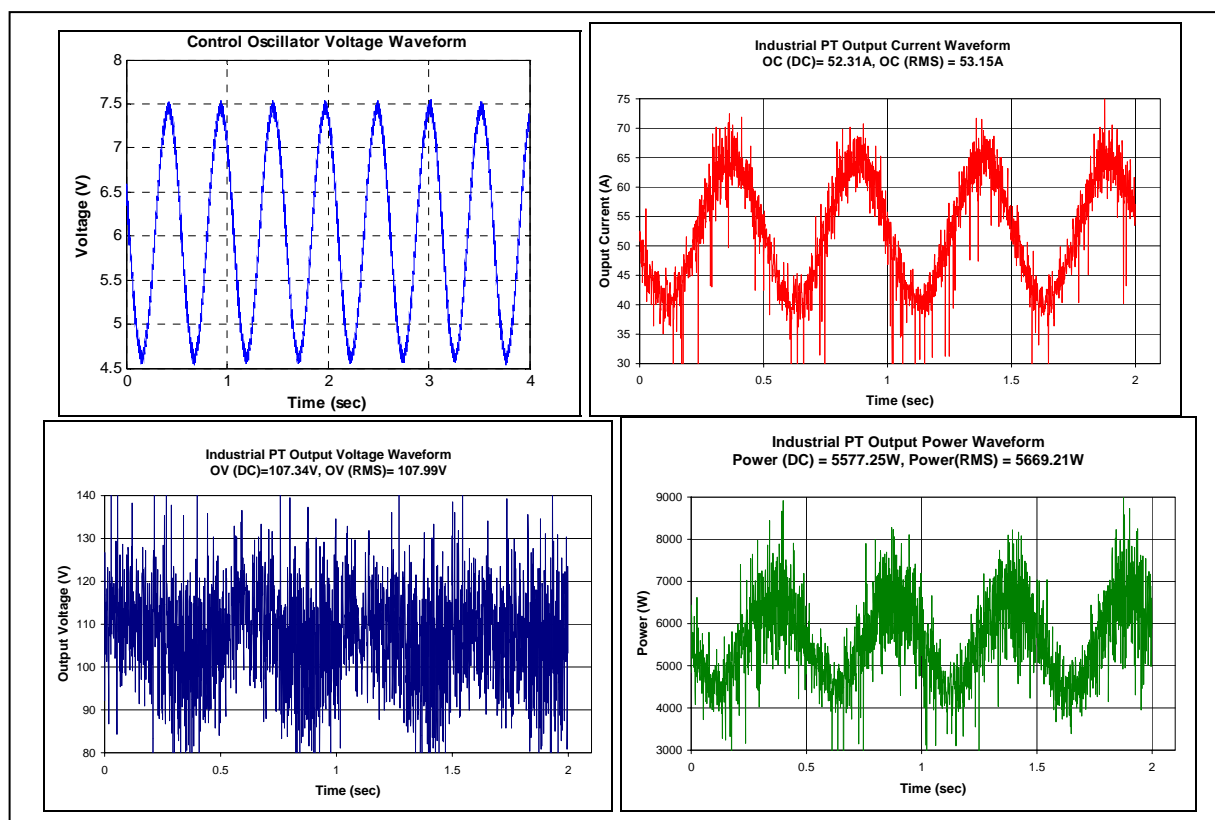 Control Oscillator Voltage Waveform
8
7.5
7
6.5
6
5.5
5
4.5
Voltage (V)
0 1 2 3 4
Time (sec)
Industrial PT Output Current Waveform
OC (DC)= 52.31A, OC (RMS) = 53.15A
75
70
65
60
55
50
45
40
35
30
Ouput Current (A)
0 0.5 1 1.5 2
Time (sec)
Industrial PT Output Voltage Waveform
OV (DC)=107.34V, OV (RMS)= 107.99V
140
130
120
110
100
90
80
Output Voltage (V)
0 0.5 1 1.5 2
Time (sec)
Industrial PT Output Power Waveform
Power (DC) = 5577.25W, Power(RMS) = 5669.21W
9000
8000
7000
6000
5000
4000
3000
Power (W)
0 0.5 1 1.5 2
Time (sec)